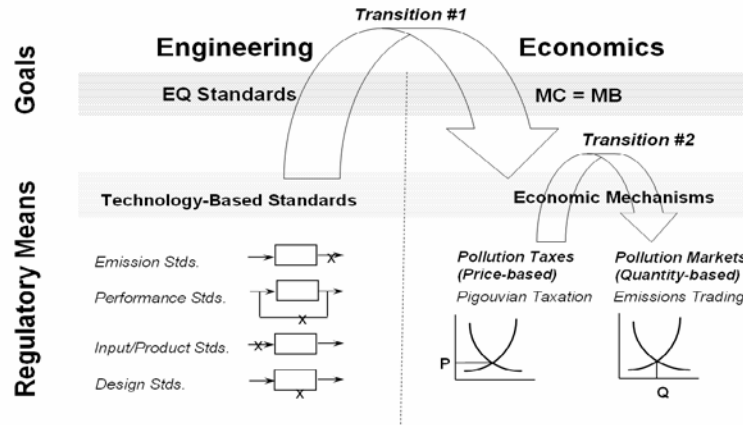 Transition #1
Engineering
Economics
Goals
EQ Standards
MC = MB
Transition #2
Regulatory Means
Technology-Based Standards
Economic Mechanisms
Emission Stds.
X
Performance Stds.
X
Input/Product Stds.
X
Design Stds.
X
Pollution Taxes
(Price-based)
Pigouvian Taxation
P
Pollution Markets
(Quantity-based)
Emissions Trading
Q